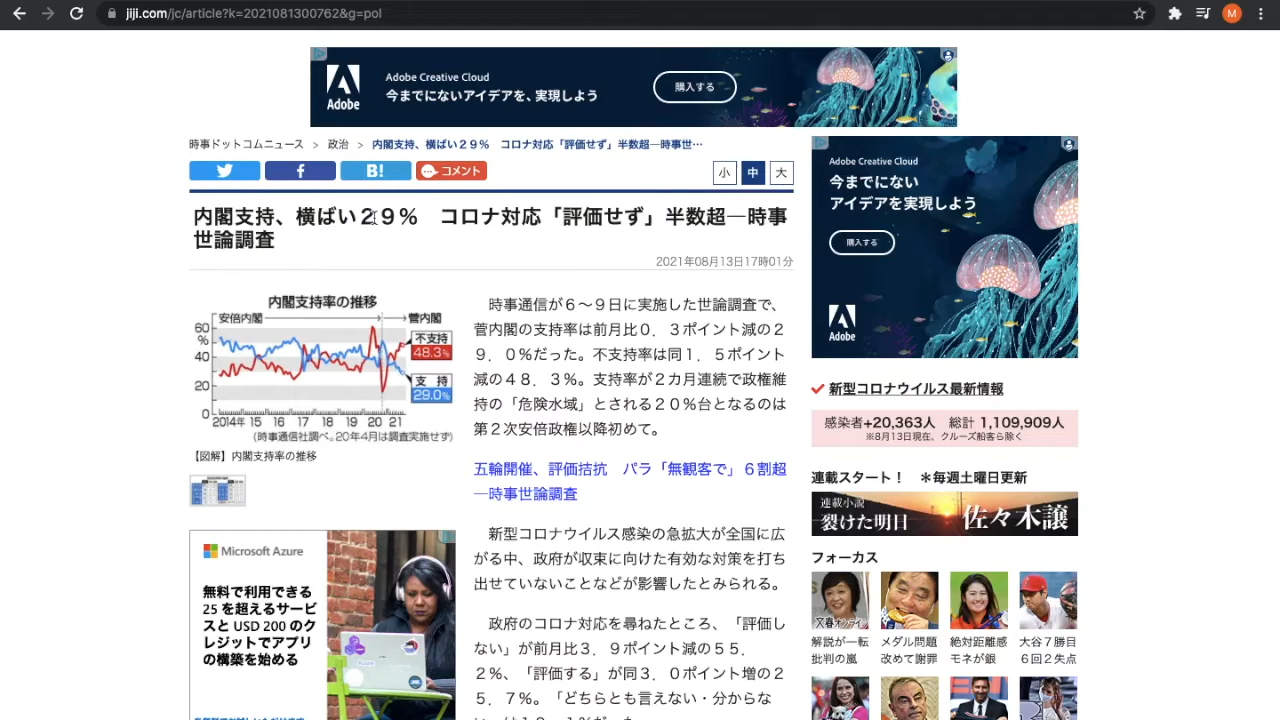 jiji.com/jc/article?k=2021081300762&g=pol
M
Adobe
Adobe Creative Cloud
今までにないアイデアを、実現しよう
購入する
時事ドットコムニュース > 政治 > 内閣支持、横ばい２９％　コロナ対応「評価せず」半数超―時事世…
B!
コメント
小
中
大
内閣支持、横ばい２９％　コロナ対応「評価せず」半数超―時事
世論調査
2021年08月13日17時01分
内閣支持率の推移
安倍内閣
菅内閣
60
%
40
20
0
不支持
48.3%
支　持
29.0%
2014年 15 16 17 18 19 20 21
(時事通信社調べ。20年4月は調査実施せず)
【図解】内閣支持率の推移
Microsoft Azure
無料で利用できる
25 を超えるサービ
スと USD 200 のク
レジットでアプリ
の構築を始める
時事通信が６～９日に実施した世論調査で、
菅内閣の支持率は前月比０．３ポイント減の２
９．０％だった。不支持率は同１．５ポイント
減の４８．３％。支持率が２カ月連続で政権維
持の「危険水域」とされる２０％台となるのは
第２次安倍政権以降初めて。
五輪開催、評価拮抗　パラ「無観客で」６割超
―時事世論調査
新型コロナウイルス感染の急拡大が全国に広
がる中、政府が収束に向けた有効な対策を打ち
出せていないことなどが影響したとみられる。
政府のコロナ対応を尋ねたところ、「評価し
ない」が前月比３．９ポイント減の５５．
２％、「評価する」が同３．０ポイント増の２
５．７％。「どちらとも言えない・分からな
Adobe Creative Cloud
今までにない
アイデアを実現しよう
購入する
Adobe
新型コロナウイルス最新情報
感染者+20,363人　総計 1,109,909人
※8月13日現在、クルーズ船客ら除く
連載スタート！　＊毎週土曜日更新
連載小説
裂けた明日
佐々木譲
フォーカス
文春オンライン
解説が一転
批判の嵐
メダル問題
改めて謝罪
絶対距離感
モネが銀
大谷７勝目
６回２失点